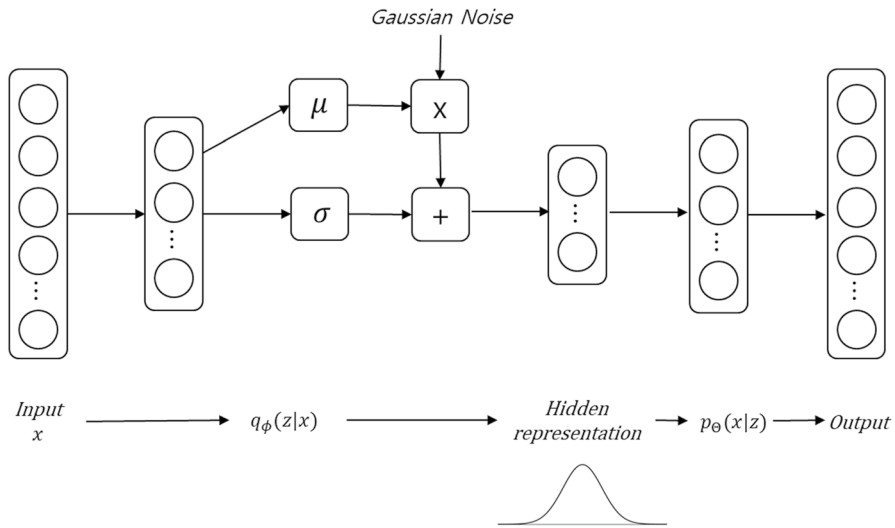 Gaussian Noise
μ
X
σ
+
Input
x
q_ϕ(z|x)
Hidden
representation
p_Θ(x|z)
Output